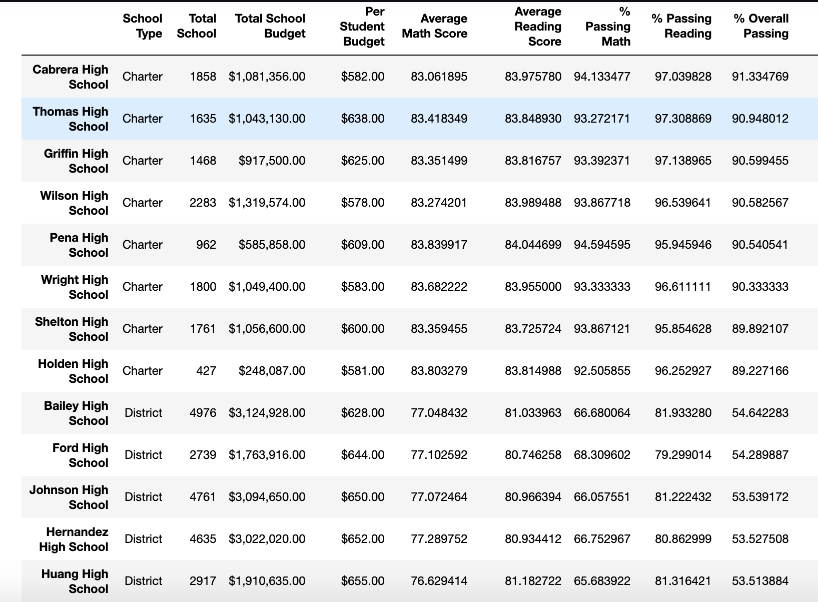 School Type Total School Total School Budget Per Student Budget Average Math Score Average Reading Score % Passing Math % Passing Reading % Overall Passing
Cabrera High School Charter 1858 $1,081,356.00 $582.00 83.061895 83.975780 94.133477 97.039828 91.334769
Thomas High School Charter 1635 $1,043,130.00 $638.00 83.418349 83.848930 93.272171 97.308869 90.948012
Griffin High School Charter 1468 $917,500.00 $625.00 83.351499 83.816757 93.392371 97.138965 90.599455
Wilson High School Charter 2283 $1,319,574.00 $578.00 83.274201 83.989488 93.867718 96.539641 90.582567
Pena High School Charter 962 $585,858.00 $609.00 83.839917 84.044699 94.594595 95.945946 90.540541
Wright High School Charter 1800 $1,049,400.00 $583.00 83.682222 83.955000 93.333333 96.611111 90.333333
Shelton High School Charter 1761 $1,056,600.00 $600.00 83.359455 83.725724 93.867121 95.854628 89.892107
Holden High School Charter 427 $248,087.00 $581.00 83.803279 83.814988 92.505855 96.252927 89.227166
Bailey High School District 4976 $3,124,928.00 $628.00 77.048432 81.033963 66.680064 81.933280 54.642283
Ford High School District 2739 $1,763,916.00 $644.00 77.102592 80.746258 68.309602 79.299014 54.289887
Johnson High School District 4761 $3,094,650.00 $650.00 77.072464 80.966394 66.057551 81.222432 53.539172
Hernandez High School District 4635 $3,022,020.00 $652.00 77.289752 80.934412 66.752967 80.862999 53.527508
Huang High School District 2917 $1,910,635.00 $655.00 76.629414 81.182722 65.683922 81.316421 53.513884